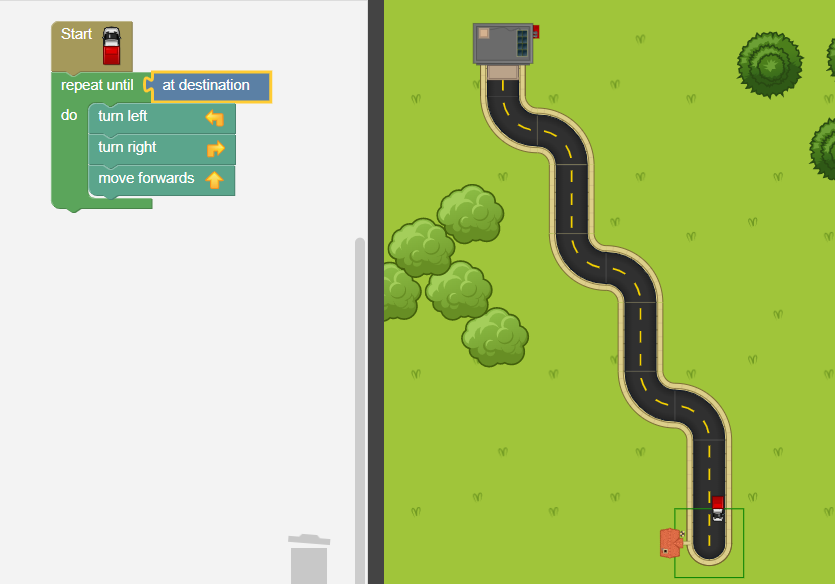 Start
repeat until at destination
do turn left
turn right
move forwards